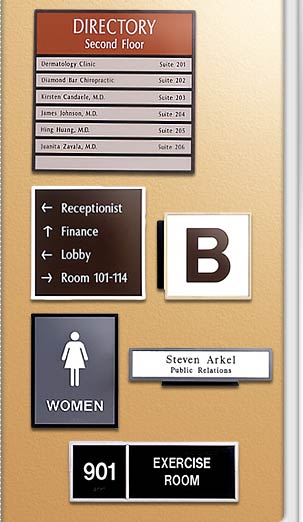 DIRECTORY
Second Floor
Dermatology Clinic Suite 201
Diamond Bar Chiropractic Suite 202
Kirsten Candaele, M.D. Suite 203
James Johnson, M.D. Suite 204
Hing Huang, M.D. Suite 205
Juanita Zavala, M.D. Suite 206
← Receptionist
↑ Finance
← Lobby
→ Room 101-114
B
WOMEN
Steven Arkel
Public Relations
901 EXERCISE
ROOM